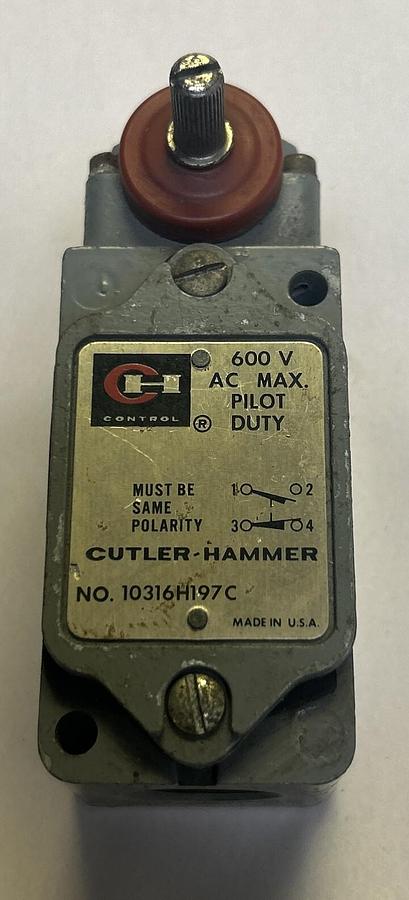 CH
CONTROL
®
600 V
AC MAX.
PILOT
DUTY
MUST BE
SAME
POLARITY
1 2
3 4
CUTLER-HAMMER
NO. 10316H197C
MADE IN U.S.A.